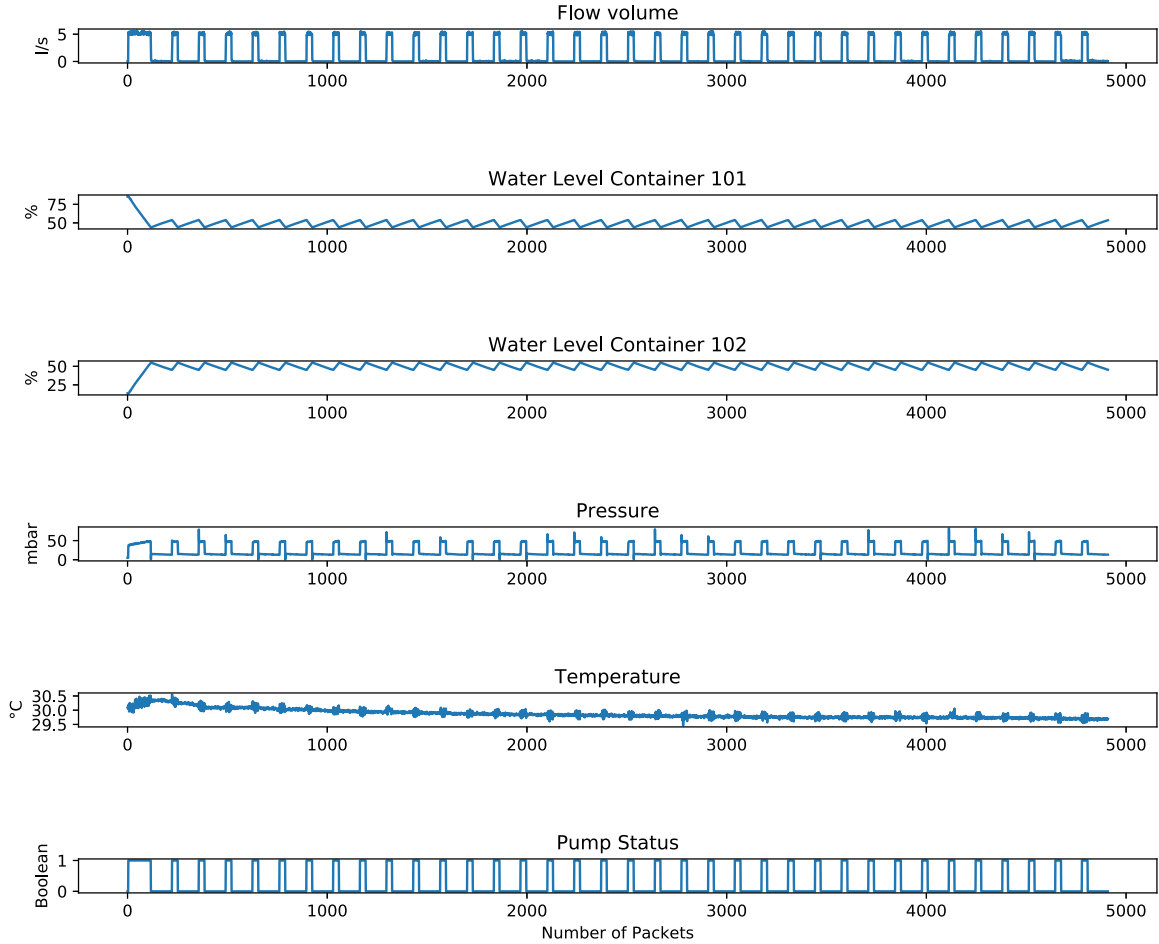 Flow volume
l/s
5
0
0 1000 2000 3000 4000 5000
Water Level Container 101
%
75
50
0 1000 2000 3000 4000 5000
Water Level Container 102
%
50
25
0 1000 2000 3000 4000 5000
Pressure
mbar
50
0
0 1000 2000 3000 4000 5000
Temperature
°C
30.5
30.0
29.5
0 1000 2000 3000 4000 5000
Pump Status
Boolean
1
0
0 1000 2000 3000 4000 5000
Number of Packets